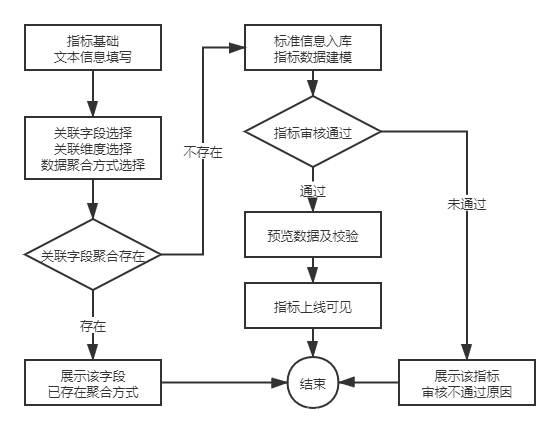 指标基础
文本信息填写
关联字段选择
关联维度选择
数据聚合方式选择
关联字段聚合存在
存在
展示该字段
已存在聚合方式
不存在
标准信息入库
指标数据建模
指标审核通过
通过
预览数据及校验
指标上线可见
结束
未通过
展示该指标
审核不通过原因